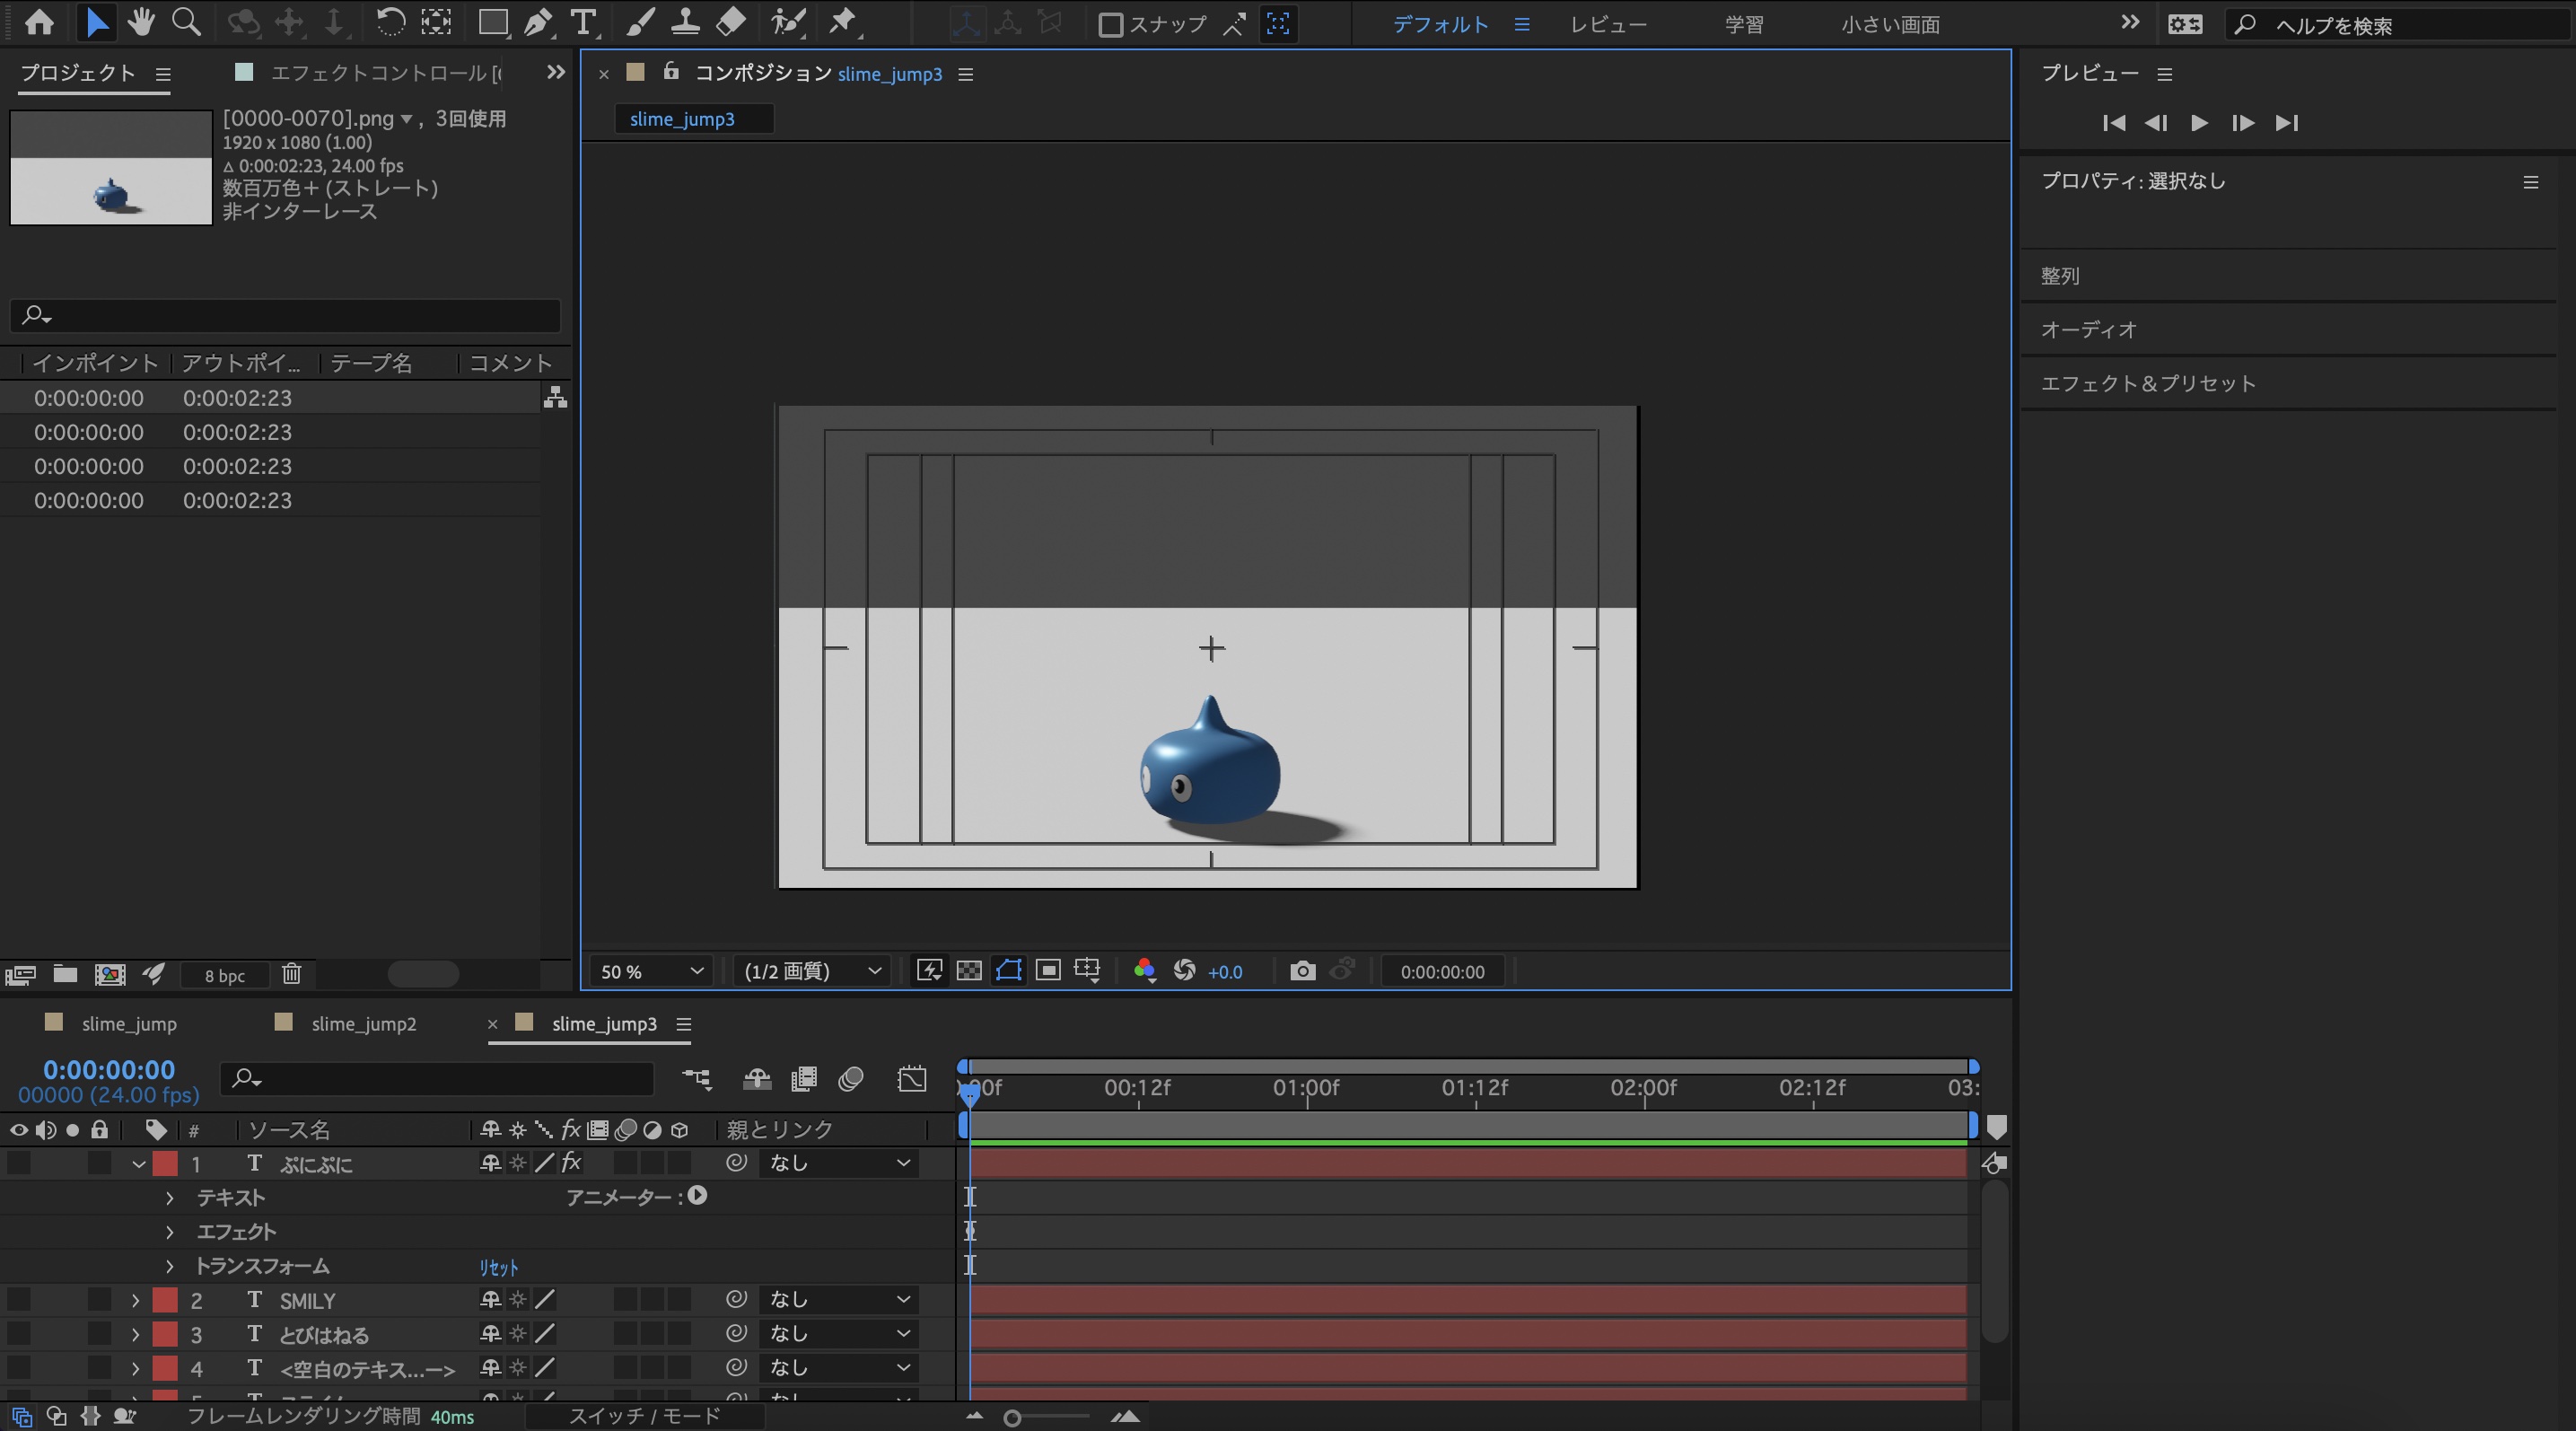 スナップ
デフォルト
レビュー
学習
小さい画面
ヘルプを検索
プロジェクト
エフェクトコントロール
コンポジション slime_jump3
プレビュー
[0000-0070].png ▼, 3回使用
1920 x 1080 (1.00)
Δ 0:00:02:23, 24.00 fps
数百万色＋(ストレート)
非インターレース
slime_jump3
プロパティ: 選択なし
整列
オーディオ
エフェクト＆プリセット
インポイント アウトポイ... テープ名 コメント
0:00:00:00 0:00:02:23
0:00:00:00 0:00:02:23
0:00:00:00 0:00:02:23
0:00:00:00 0:00:02:23
8 bpc
50 %
(1/2 画質)
+0.0
0:00:00:00
slime_jump
slime_jump2
slime_jump3
0:00:00:00
00000 (24.00 fps)
00f 00:12f 01:00f 01:12f 02:00f 02:12f 03:
# ソース名 fx 親とリンク
1 T ぷにぷに fx なし
テキスト アニメーター：
エフェクト
トランスフォーム リセット
2 T SMILY なし
3 T とびはねる なし
4 T <空白のテキス...ー> なし
フレームレンダリング時間 40ms
スイッチ / モード